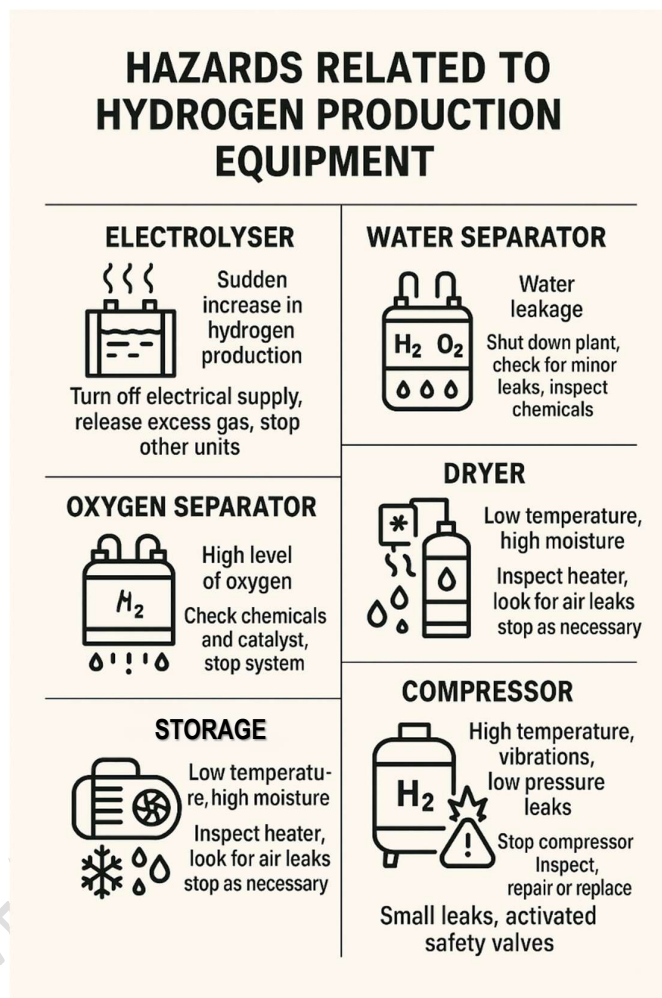 HAZARDS RELATED TO
HYDROGEN PRODUCTION
EQUIPMENT
ELECTROLYSER
Sudden
increase in
hydrogen
production
Turn off electrical supply,
release excess gas, stop
other units
WATER SEPARATOR
H₂ O₂
Water
leakage
Shut down plant,
check for minor
leaks, inspect
chemicals
OXYGEN SEPARATOR
H₂
High level
of oxygen
Check chemicals
and catalyst,
stop system
DRYER
Low temperature,
high moisture
Inspect heater,
look for air leaks
stop as necessary
STORAGE
Low temperatu-
re, high moisture
Inspect heater,
look for air leaks
stop as necessary
COMPRESSOR
H₂
High temperature,
vibrations,
low pressure
leaks
Stop compressor
Inspect,
repair or replace
Small leaks, activated
safety valves